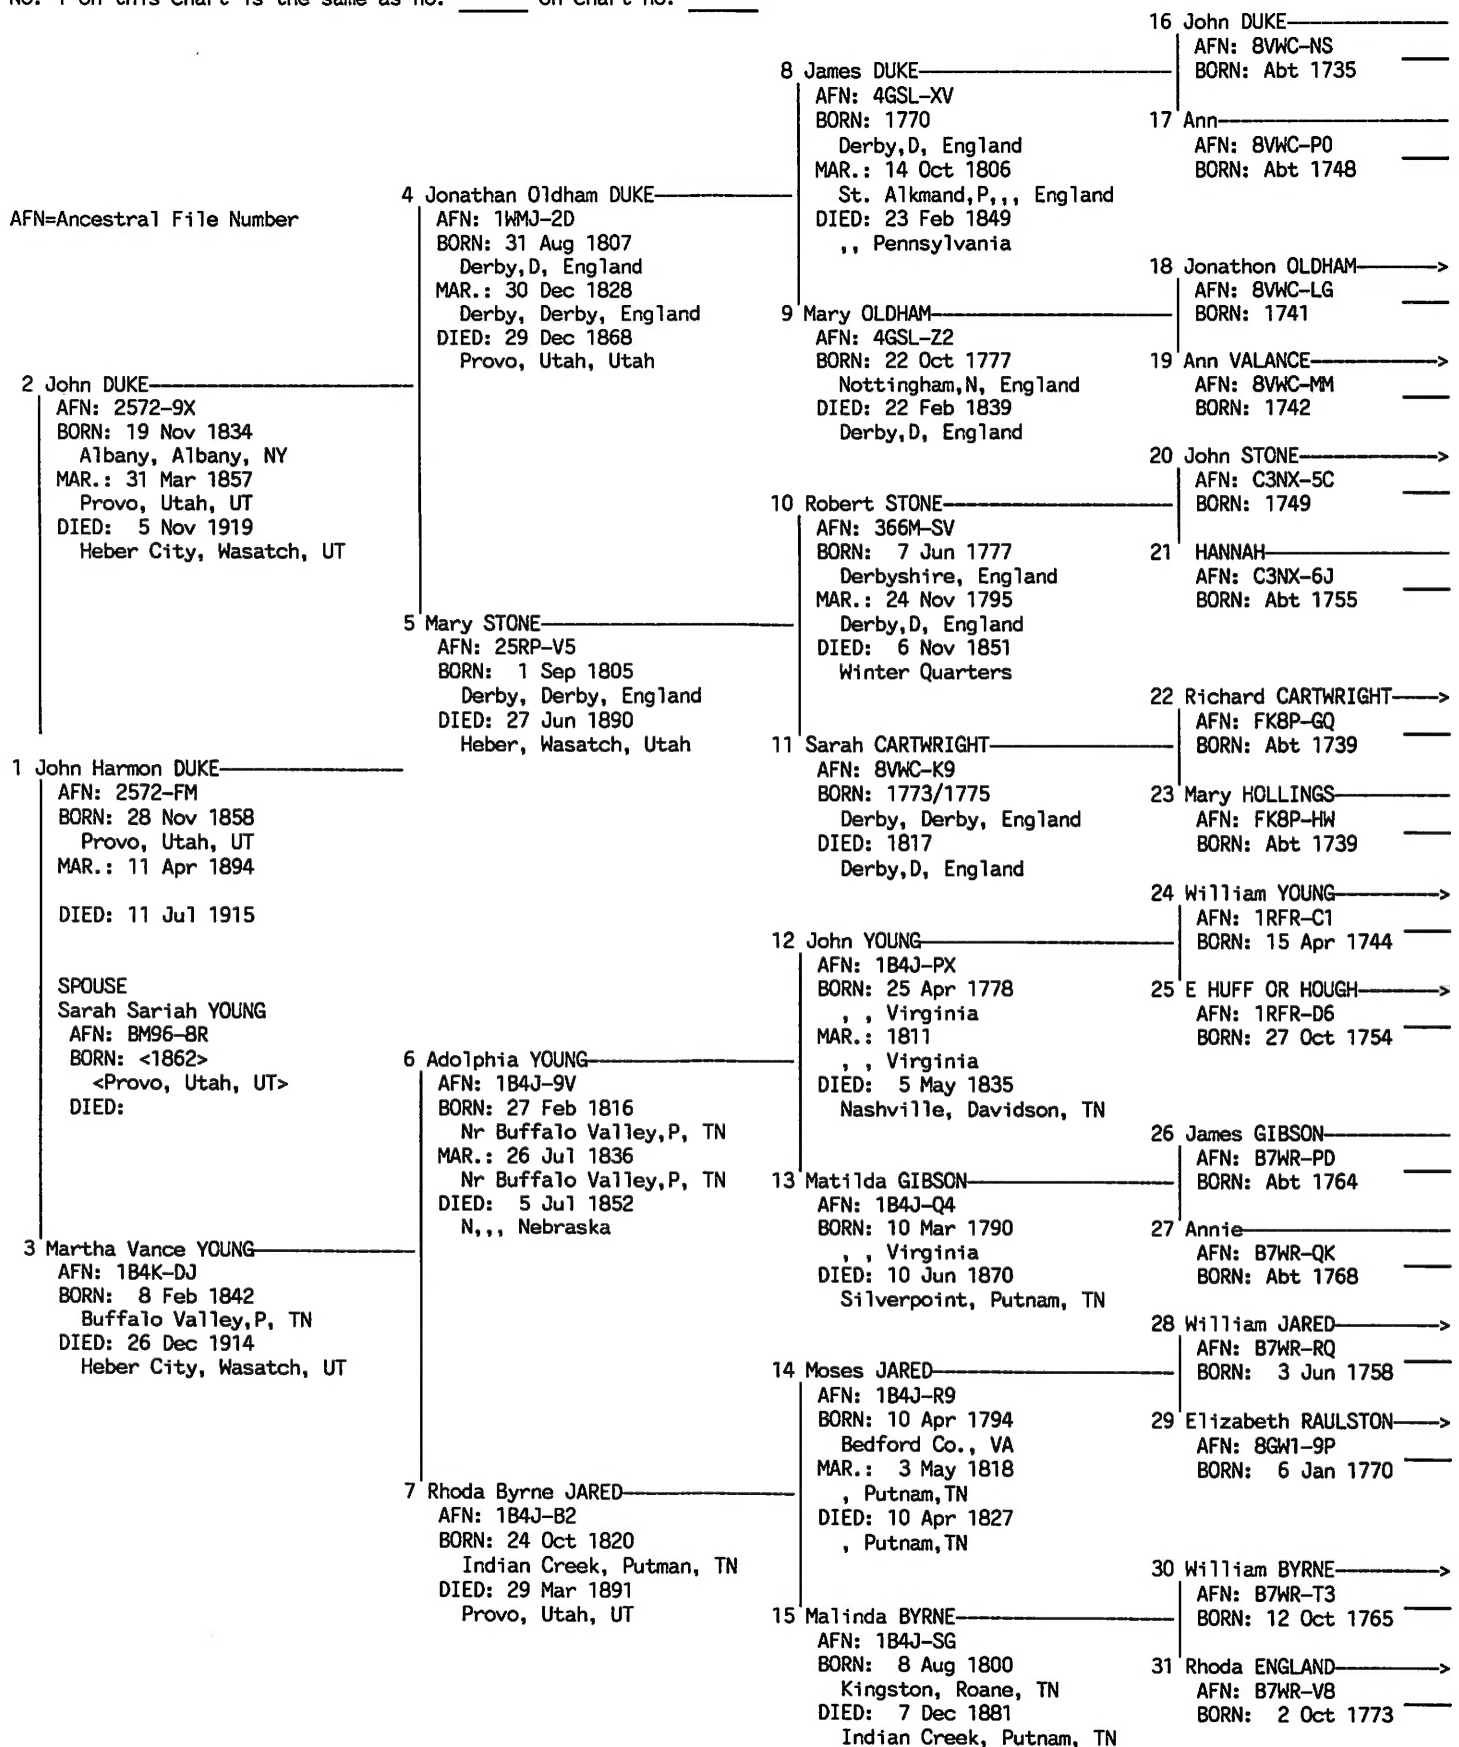 No. 1 on this chart is the same as no. ______ on chart no. ______
16 John DUKE
AFN: 8VWC-NS
BORN: Abt 1735
8 James DUKE
AFN: 4GSL-XV
BORN: 1770
Derby,D, England
MAR.: 14 Oct 1806
St. Alkmand,P,,, England
DIED: 23 Feb 1849
,, Pennsylvania
17 Ann
AFN: 8VWC-P0
BORN: Abt 1748
4 Jonathan Oldham DUKE
AFN: 1WMJ-2D
BORN: 31 Aug 1807
Derby,D, England
MAR.: 30 Dec 1828
Derby, Derby, England
DIED: 29 Dec 1868
Provo, Utah, Utah
AFN=Ancestral File Number
18 Jonathon OLDHAM->
AFN: 8VWC-LG
BORN: 1741
9 Mary OLDHAM
AFN: 4GSL-Z2
BORN: 22 Oct 1777
Nottingham,N, England
DIED: 22 Feb 1839
Derby,D, England
19 Ann VALANCE->
AFN: 8VWC-MM
BORN: 1742
2 John DUKE
AFN: 2572-9X
BORN: 19 Nov 1834
Albany, Albany, NY
MAR.: 31 Mar 1857
Provo, Utah, UT
DIED: 5 Nov 1919
Heber City, Wasatch, UT
20 John STONE->
AFN: C3NX-5C
BORN: 1749
10 Robert STONE
AFN: 366M-SV
BORN: 7 Jun 1777
Derbyshire, England
MAR.: 24 Nov 1795
Derby,D, England
DIED: 6 Nov 1851
Winter Quarters
21 HANNAH
AFN: C3NX-6J
BORN: Abt 1755
5 Mary STONE
AFN: 25RP-V5
BORN: 1 Sep 1805
Derby, Derby, England
DIED: 27 Jun 1890
Heber, Wasatch, Utah
22 Richard CARTWRIGHT->
AFN: FK8P-GQ
BORN: Abt 1739
11 Sarah CARTWRIGHT
AFN: 8VWC-K9
BORN: 1773/1775
Derby, Derby, England
DIED: 1817
Derby,D, England
23 Mary HOLLINGS
AFN: FK8P-HW
BORN: Abt 1739
1 John Harmon DUKE
AFN: 2572-FM
BORN: 28 Nov 1858
Provo, Utah, UT
MAR.: 11 Apr 1894
DIED: 11 Jul 1915
SPOUSE
Sarah Sariah YOUNG
AFN: BM96-8R
BORN: <1862>
<Provo, Utah, UT>
DIED:
24 William YOUNG->
AFN: 1RFR-C1
BORN: 15 Apr 1744
12 John YOUNG
AFN: 1B4J-PX
BORN: 25 Apr 1778
, , Virginia
MAR.: 1811
, , Virginia
DIED: 5 May 1835
Nashville, Davidson, TN
25 E HUFF OR HOUGH->
AFN: 1RFR-D6
BORN: 27 Oct 1754
6 Adolphia YOUNG
AFN: 1B4J-9V
BORN: 27 Feb 1816
Nr Buffalo Valley,P, TN
MAR.: 26 Jul 1836
Nr Buffalo Valley,P, TN
DIED: 5 Jul 1852
N,,, Nebraska
26 James GIBSON
AFN: B7WR-PD
BORN: Abt 1764
13 Matilda GIBSON
AFN: 1B4J-Q4
BORN: 10 Mar 1790
, , Virginia
DIED: 10 Jun 1870
Silverpoint, Putnam, TN
27 Annie
AFN: B7WR-QK
BORN: Abt 1768
3 Martha Vance YOUNG
AFN: 1B4K-DJ
BORN: 8 Feb 1842
Buffalo Valley,P, TN
DIED: 26 Dec 1914
Heber City, Wasatch, UT
28 William JARED->
AFN: B7WR-RQ
BORN: 3 Jun 1758
14 Moses JARED
AFN: 1B4J-R9
BORN: 10 Apr 1794
Bedford Co., VA
MAR.: 3 May 1818
, Putnam,TN
DIED: 10 Apr 1827
, Putnam,TN
29 Elizabeth RAULSTON->
AFN: 8GW1-9P
BORN: 6 Jan 1770
7 Rhoda Byrne JARED
AFN: 1B4J-B2
BORN: 24 Oct 1820
Indian Creek, Putman, TN
DIED: 29 Mar 1891
Provo, Utah, UT
30 William BYRNE->
AFN: B7WR-T3
BORN: 12 Oct 1765
15 Malinda BYRNE
AFN: 1B4J-SG
BORN: 8 Aug 1800
Kingston, Roane, TN
DIED: 7 Dec 1881
Indian Creek, Putnam, TN
31 Rhoda ENGLAND->
AFN: B7WR-V8
BORN: 2 Oct 1773